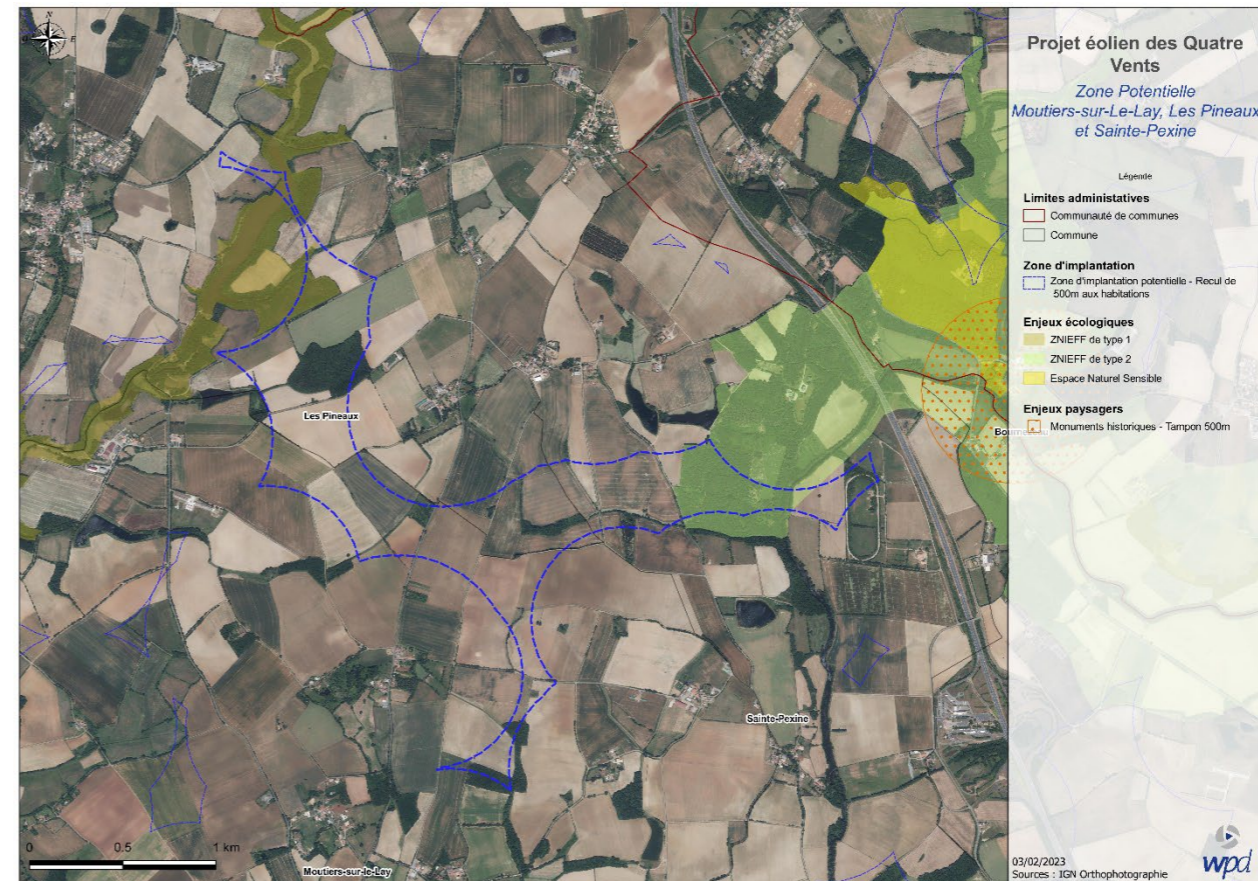 N
E
Projet éolien des Quatre
Vents
Zone Potentielle
Moutiers-sur-Le-Lay, Les Pineaux
et Sainte-Pexine
Légende
Limites administatives
Communauté de communes
Commune
Zone d'implantation
Zone d'implantation potentielle - Recul de
500m aux habitations
Enjeux écologiques
ZNIEFF de type 1
ZNIEFF de type 2
Espace Naturel Sensible
Enjeux paysagers
Monuments historiques - Tampon 500m
Les Pineaux
Sainte-Pexine
Moutiers-sur-le-Lay
0 0.5 1 km
03/02/2023
Sources : IGN Orthophotographie
wpd